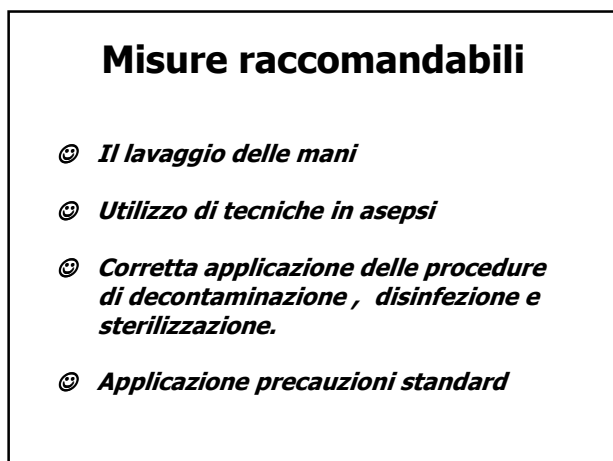 Misure raccomandabili
☺ Il lavaggio delle mani
☺ Utilizzo di tecniche in asepsi
☺ Corretta applicazione delle procedure
di decontaminazione , disinfezione e
sterilizzazione.
☺ Applicazione precauzioni standard